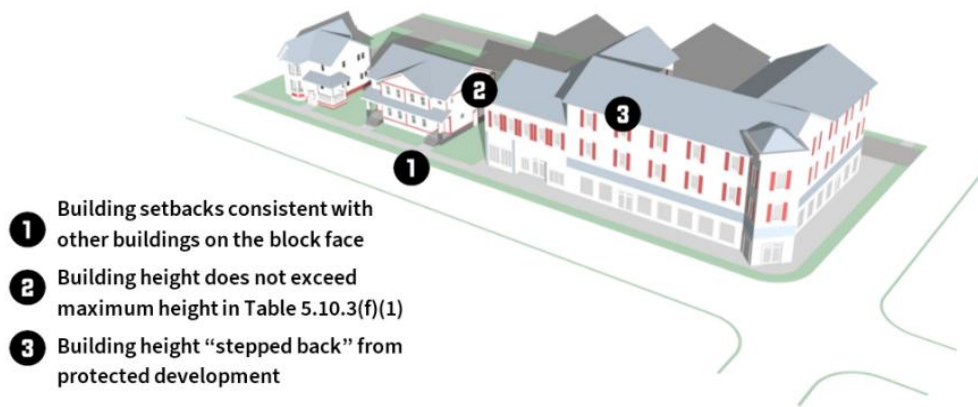 2
3
1
1 Building setbacks consistent with
other buildings on the block face
2 Building height does not exceed
maximum height in Table 5.10.3(f)(1)
3 Building height “stepped back” from
protected development